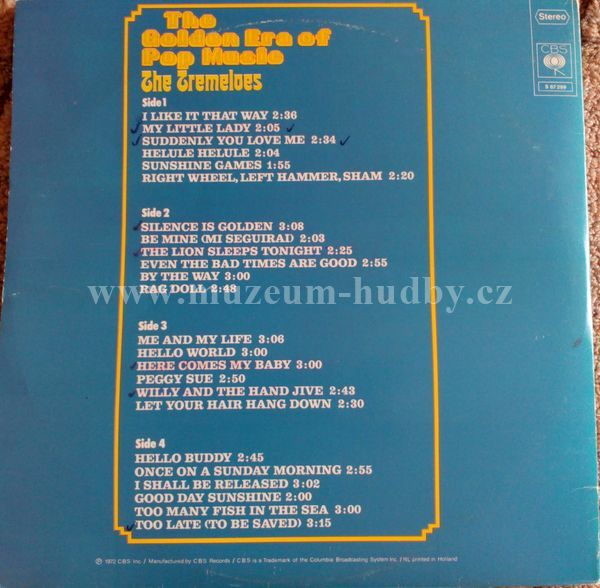 The
Golden Era of
Pop Music
The Tremeloes
Stereo
CBS
S 67 299
Side 1
I LIKE IT THAT WAY 2:36
MY LITTLE LADY 2:05
SUDDENLY YOU LOVE ME 2:34
HELULE HELULE 2:04
SUNSHINE GAMES 1:55
RIGHT WHEEL, LEFT HAMMER, SHAM 2:20
Side 2
SILENCE IS GOLDEN 3:08
BE MINE (MI SEGUIRAI) 2:03
THE LION SLEEPS TONIGHT 2:25
EVEN THE BAD TIMES ARE GOOD 2:55
BY THE WAY 3:00
RAG DOLL 2:48
www.muzeum-hudby.cz
Side 3
ME AND MY LIFE 3:06
HELLO WORLD 3:00
HERE COMES MY BABY 3:00
PEGGY SUE 2:50
WILLY AND THE HAND JIVE 2:43
LET YOUR HAIR HANG DOWN 2:30
Side 4
HELLO BUDDY 2:45
ONCE ON A SUNDAY MORNING 2:55
I SHALL BE RELEASED 3:02
GOOD DAY SUNSHINE 2:00
TOO MANY FISH IN THE SEA 3:00
TOO LATE (TO BE SAVED) 3:15
℗ 1972 CBS Inc / Manufactured by CBS Records / CBS is a Trademark of the Columbia Broadcasting System Inc / NL printed in Holland